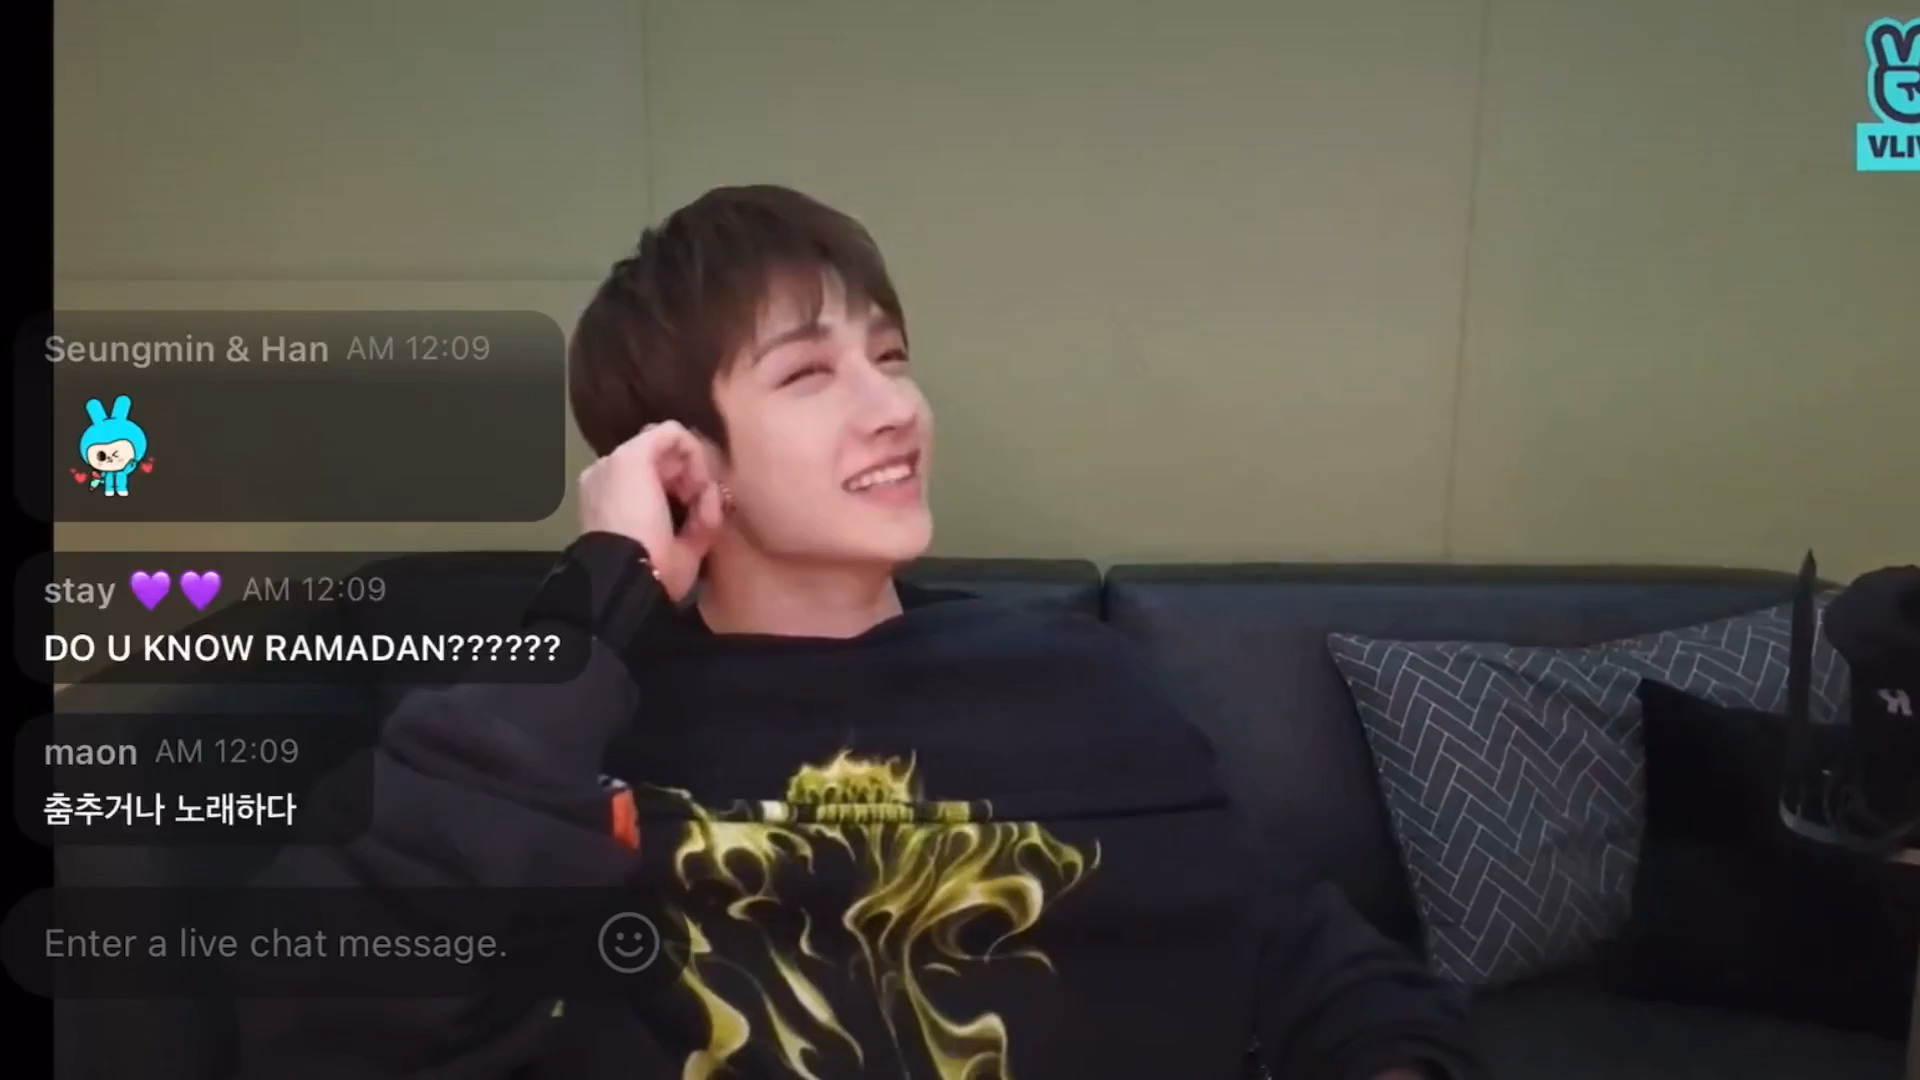 VLIV
Seungmin & Han AM 12:09
stay 💜💜 AM 12:09
DO U KNOW RAMADAN??????
maon AM 12:09
춤추거나 노래하다
Enter a live chat message.